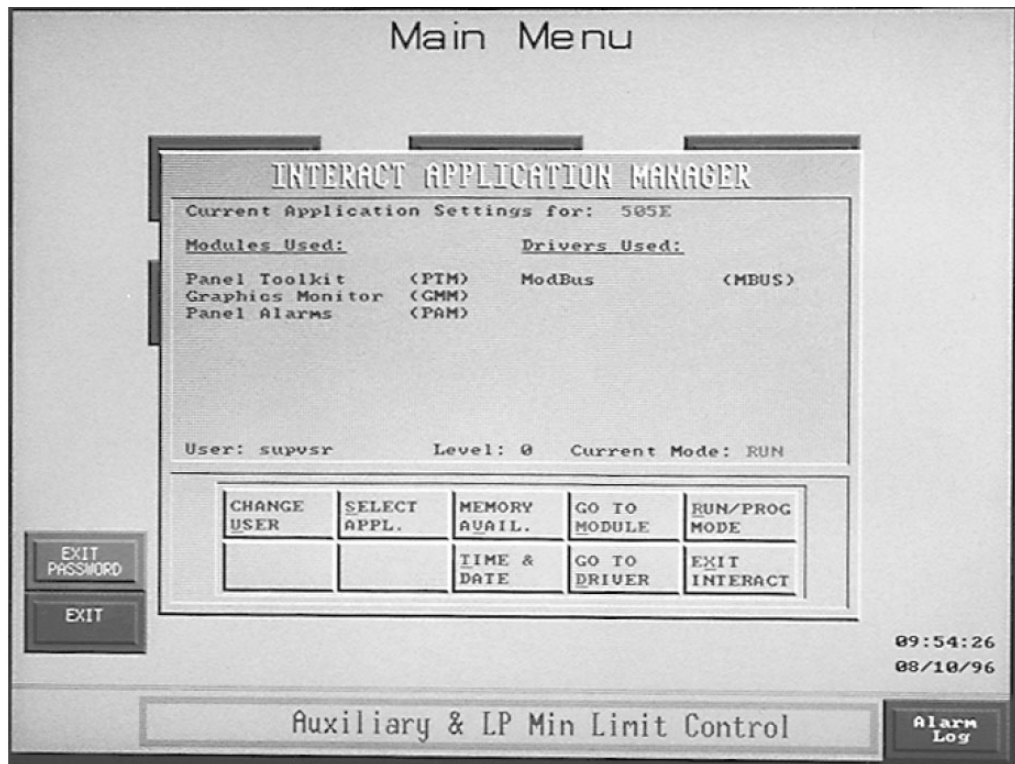 Main Menu
INTERACT APPLICATION MANAGER
Current Application Settings for: 505E
Modules Used: Drivers Used:
Panel Toolkit (PTM) ModBus (MBUS)
Graphics Monitor (GMM)
Panel Alarms (PAM)
User: supvsr Level: 0 Current Mode: RUN
CHANGE USER
SELECT APPL.
MEMORY AVAIL.
GO TO MODULE
RUN/PROG MODE
TIME & DATE
GO TO DRIVER
EXIT INTERACT
EXIT PASSWORD
EXIT
09:54:26
08/10/96
Auxiliary & LP Min Limit Control
Alarm Log